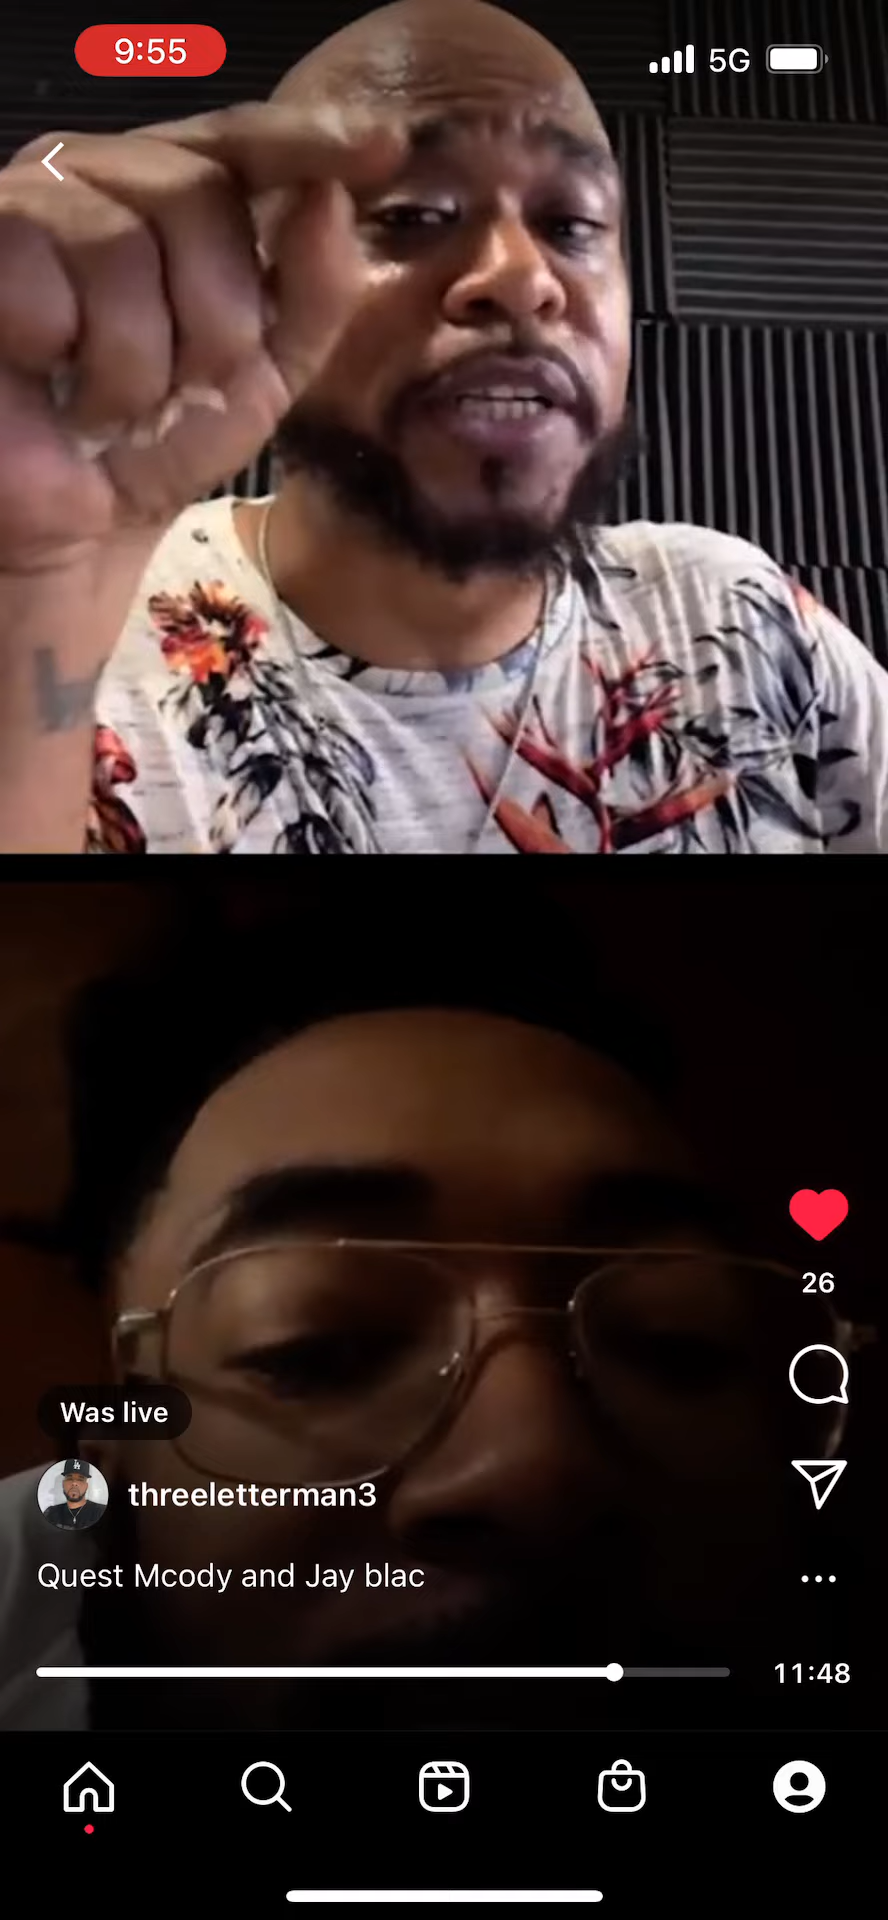 9:55
5G
26
Was live
threeletterman3
Quest Mcody and Jay blac
11:48